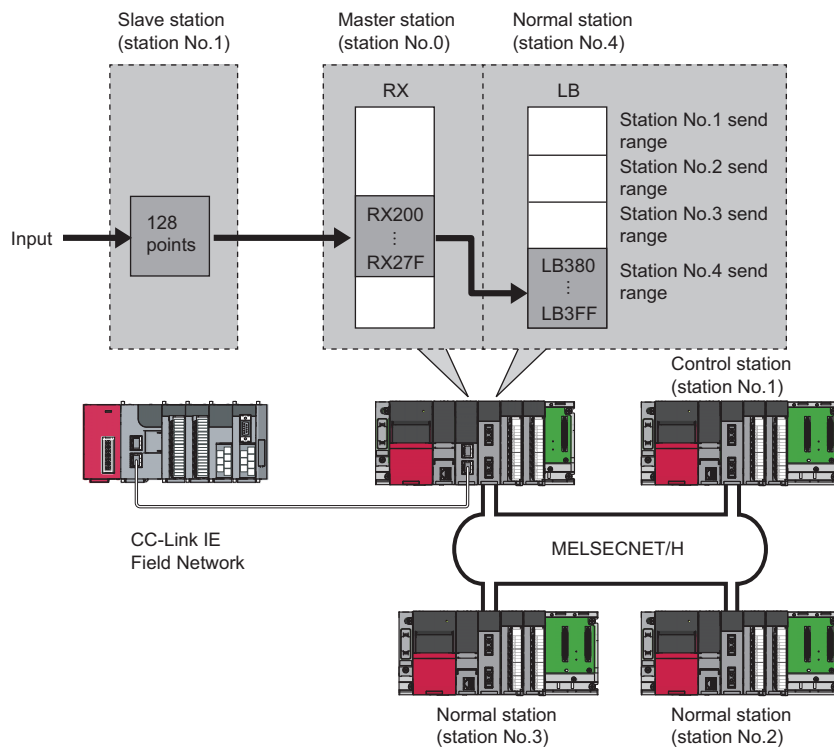 Slave station
(station No.1)
Master station
(station No.0)
Normal station
(station No.4)
RX
LB
Station No.1 send
range
Station No.2 send
range
Station No.3 send
range
Station No.4 send
range
Input
128
points
RX200
⋮
RX27F
LB380
⋮
LB3FF
Control station
(station No.1)
CC-Link IE
Field Network
MELSECNET/H
Normal station
(station No.3)
Normal station
(station No.2)